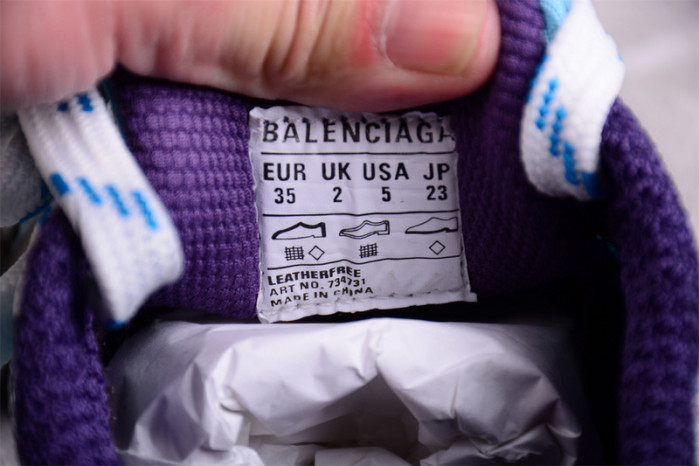 BALENCIAGA
EUR UK USA JP
35 2 5 23
LEATHERFREE
ART NO. 734731
MADE IN CHINA